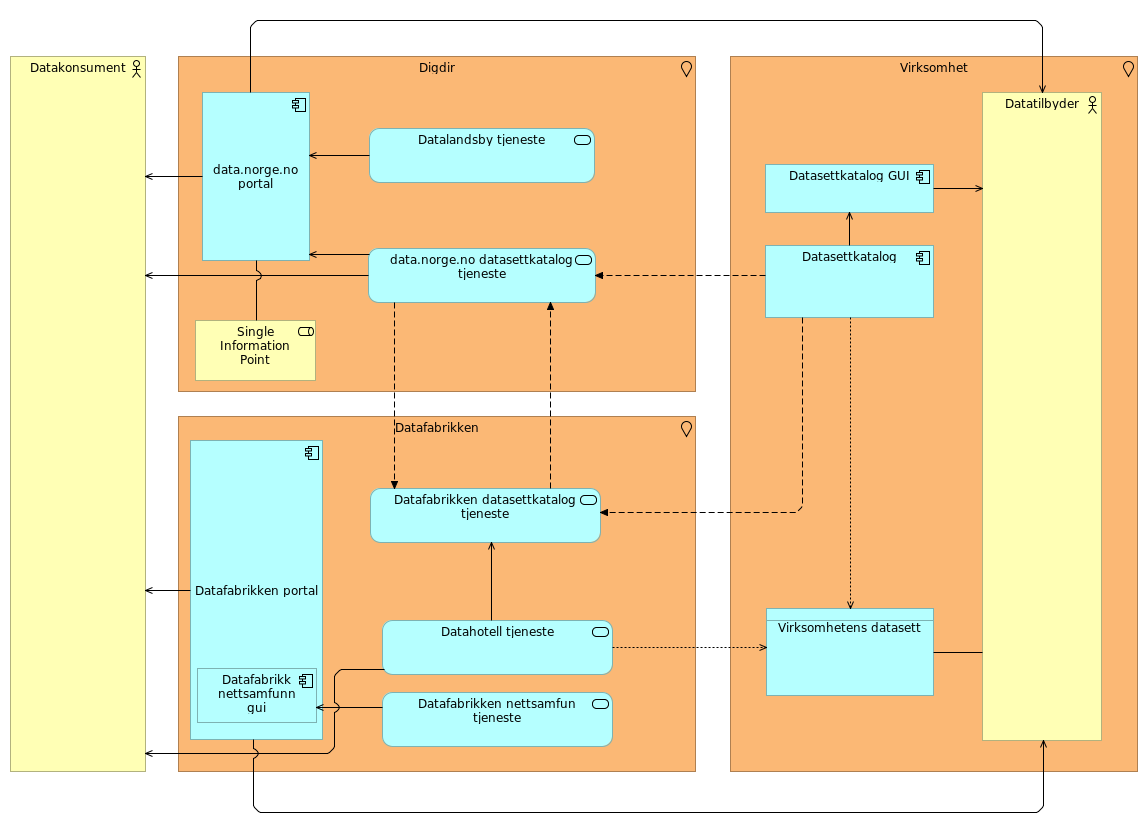 Datakonsument
Digdir
data.norge.no
portal
Datalandsby tjeneste
data.norge.no datasettkatalog
tjeneste
Single
Information
Point
Datafabrikken
Datafabrikken datasettkatalog
tjeneste
Datafabrikken portal
Datahotell tjeneste
Datafabrikk
nettsamfunn
gui
Datafabrikken nettsamfun
tjeneste
Virksomhet
Datatilbyder
Datasettkatalog GUI
Datasettkatalog
Virksomhetens datasett